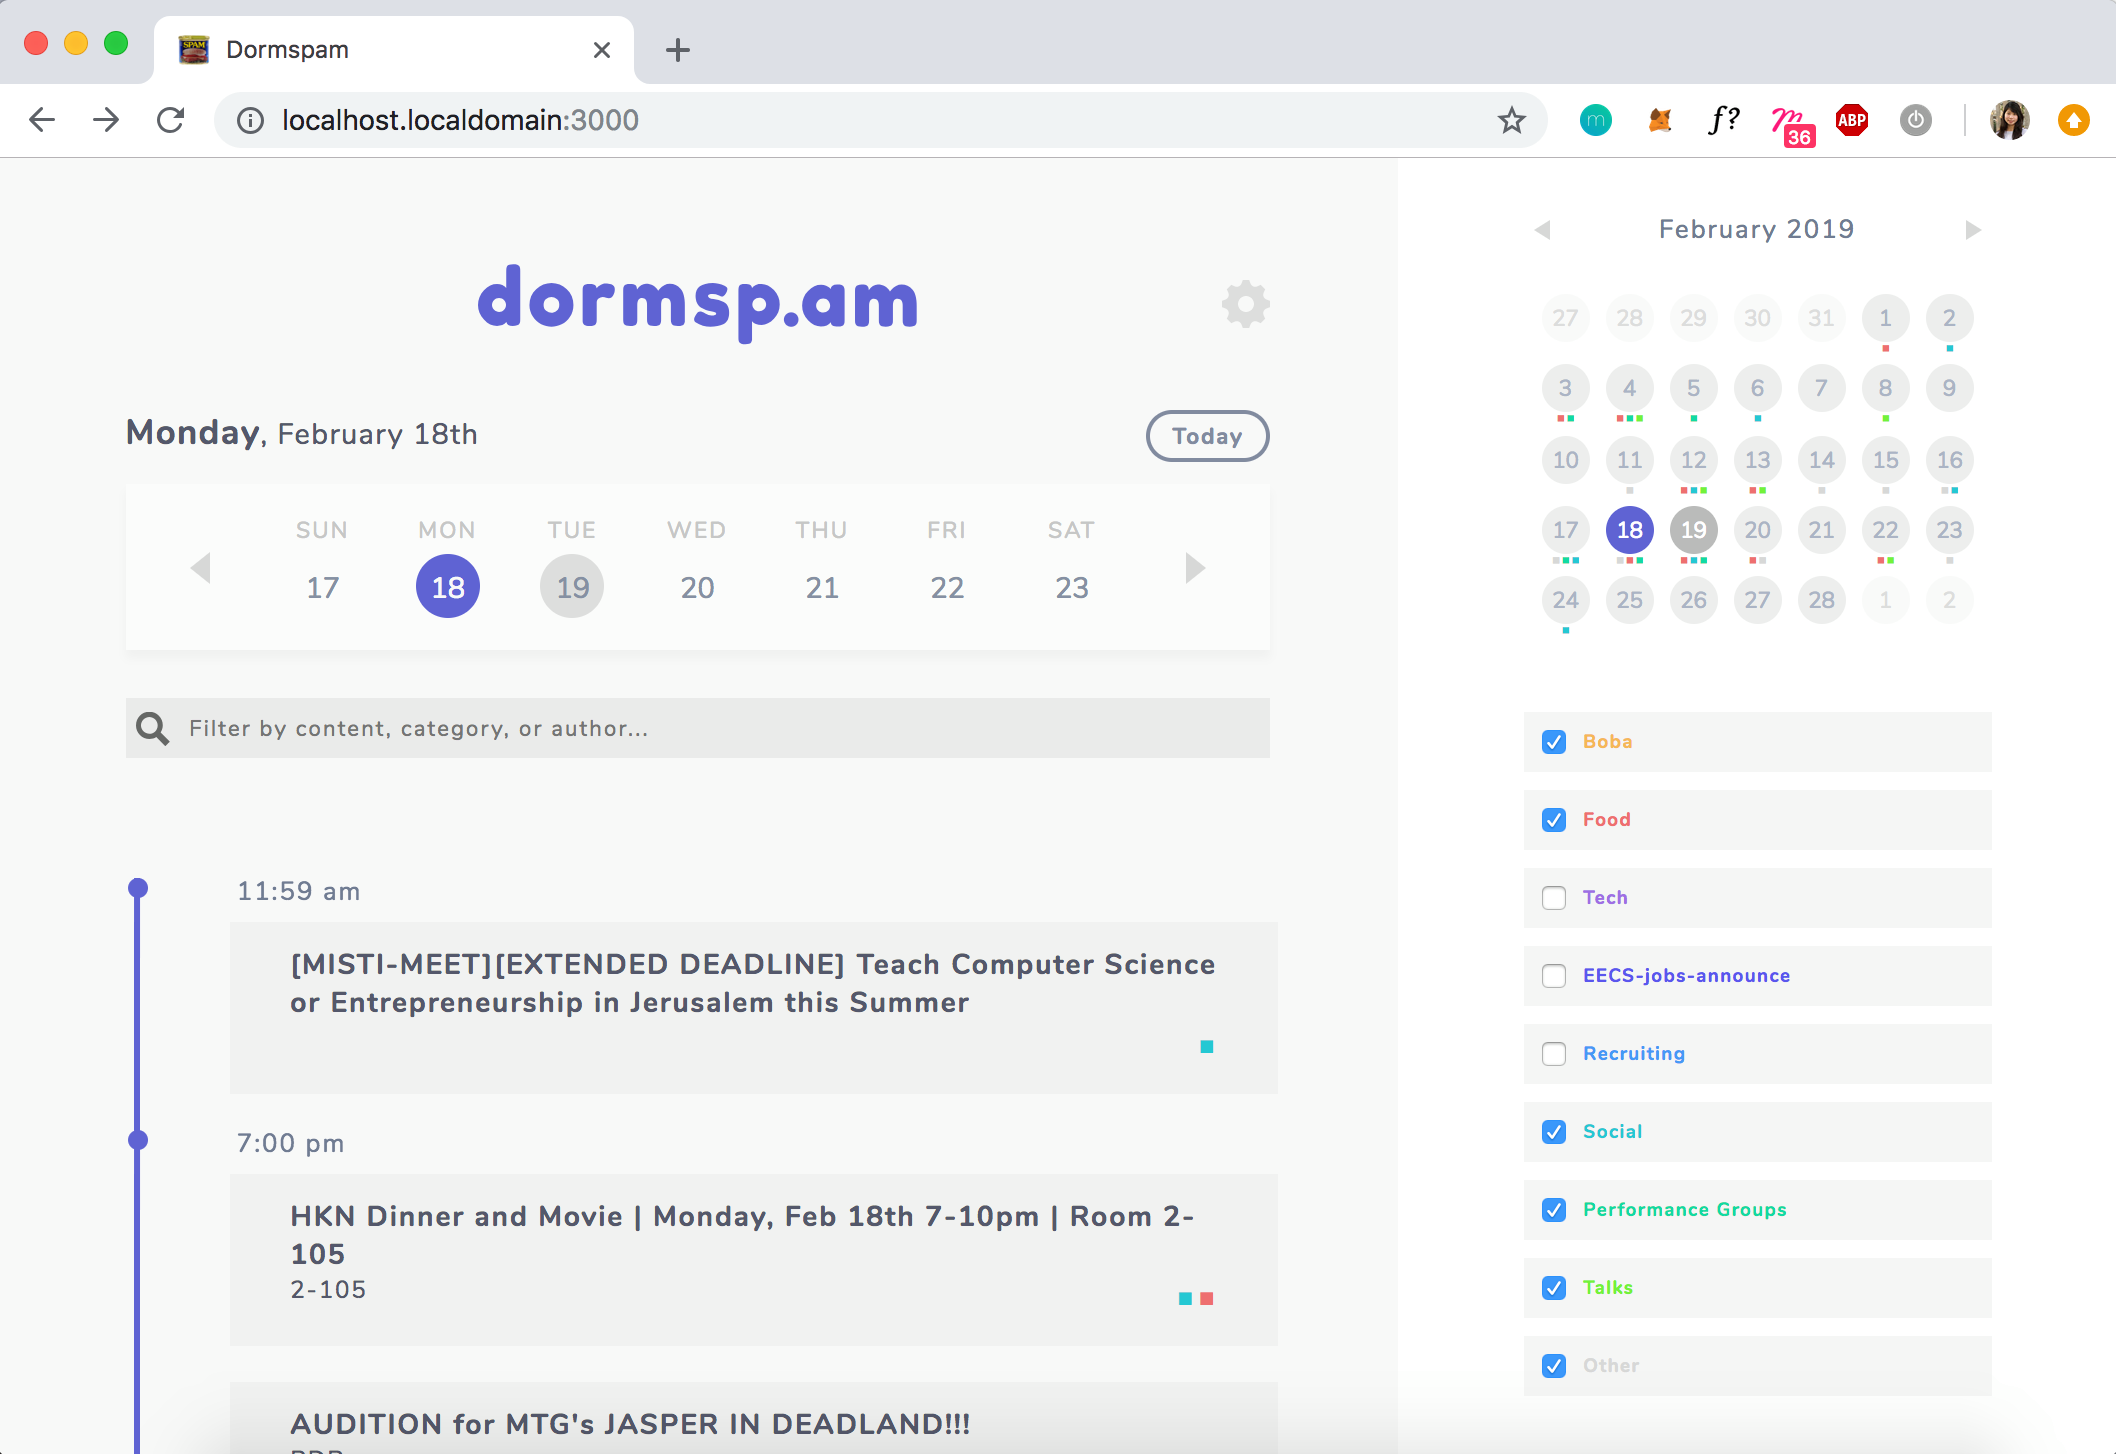 SPAM
Dormspam
localhost.localdomain:3000
m
f?
36
ABP
dormsp.am
Monday, February 18th
Today
SUN MON TUE WED THU FRI SAT
17 18 19 20 21 22 23
Filter by content, category, or author...
11:59 am
[MISTI-MEET][EXTENDED DEADLINE] Teach Computer Science
or Entrepreneurship in Jerusalem this Summer
7:00 pm
HKN Dinner and Movie | Monday, Feb 18th 7-10pm | Room 2-
105
2-105
AUDITION for MTG's JASPER IN DEADLAND!!!
February 2019
27 28 29 30 31 1 2
3 4 5 6 7 8 9
10 11 12 13 14 15 16
17 18 19 20 21 22 23
24 25 26 27 28 1 2
Boba
Food
Tech
EECS-jobs-announce
Recruiting
Social
Performance Groups
Talks
Other